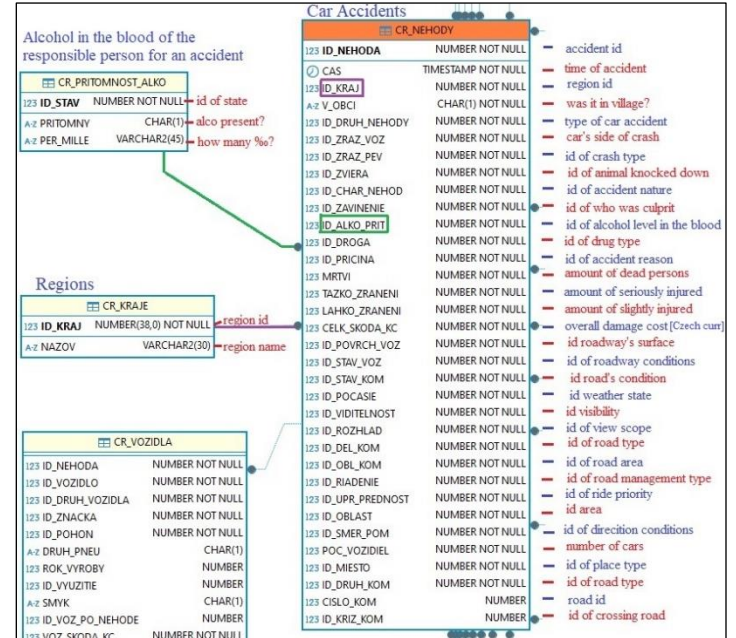 Car Accidents
Alcohol in the blood of the
responsible person for an accident
CR_PRITOMNOST_ALKO
123 ID_STAV NUMBER NOT NULL id of state
A-Z PRITOMNY CHAR(1) alco present?
A-Z PER_MILLE VARCHAR2(45) how many ‰?
Regions
CR_KRAJE
123 ID_KRAJ NUMBER(38,0) NOT NULL region id
A-Z NAZOV VARCHAR2(30) region name
CR_VOZIDLA
123 ID_NEHODA NUMBER NOT NULL
123 ID_VOZIDLO NUMBER NOT NULL
123 ID_DRUH_VOZIDLA NUMBER NOT NULL
123 ID_ZNACKA NUMBER NOT NULL
123 ID_POHON NUMBER NOT NULL
A-Z DRUH_PNEU CHAR(1)
123 ROK_VYROBY NUMBER
123 ID_VYUZITIE NUMBER
A-Z SMYK CHAR(1)
123 ID_VOZ_PO_NEHODE NUMBER
123 VOZ_SKODA_KC NUMBER NOT NULL
CR_NEHODY
123 ID_NEHODA NUMBER NOT NULL accident id
CAS TIMESTAMP NOT NULL time of accident
123 ID_KRAJ NUMBER NOT NULL region id
A-Z V_OBCI CHAR(1) NOT NULL was it in village?
123 ID_DRUH_NEHODY NUMBER NOT NULL type of car accident
123 ID_ZRAZ_VOZ NUMBER NOT NULL car's side of crash
123 ID_ZRAZ_PEV NUMBER NOT NULL id of crash type
123 ID_ZVIERA NUMBER NOT NULL id of animal knocked down
123 ID_CHAR_NEHOD NUMBER NOT NULL id of accident nature
123 ID_ZAVINENIE NUMBER NOT NULL id of who was culprit
123 ID_ALKO_PRIT NUMBER NOT NULL id of alcohol level in the blood
123 ID_DROGA NUMBER NOT NULL id of drug type
123 ID_PRICINA NUMBER NOT NULL id of accident reason
123 MRTVI NUMBER NOT NULL amount of dead persons
123 TAZKO_ZRANENI NUMBER NOT NULL amount of seriously injured
123 LAHKO_ZRANENI NUMBER NOT NULL amount of slightly injured
123 CELK_SKODA_KC NUMBER NOT NULL overall damage cost [Czech curr]
123 ID_POVRCH_VOZ NUMBER NOT NULL id roadway's surface
123 ID_STAV_VOZ NUMBER NOT NULL id of roadway conditions
123 ID_STAV_KOM NUMBER NOT NULL id road's condition
123 ID_POCASIE NUMBER NOT NULL id weather state
123 ID_VIDITELNOST NUMBER NOT NULL id visibility
123 ID_ROZHLAD NUMBER NOT NULL id of view scope
123 ID_DEL_KOM NUMBER NOT NULL id of road type
123 ID_OBL_KOM NUMBER NOT NULL id of road area
123 ID_RIADENIE NUMBER NOT NULL id of road management type
123 ID_UPR_PREDNOST NUMBER NOT NULL id of ride priority
123 ID_OBLAST NUMBER NOT NULL id area
123 ID_SMER_POM NUMBER NOT NULL id of direcition conditions
123 POC_VOZIDIEL NUMBER NOT NULL number of cars
123 ID_MIESTO NUMBER NOT NULL id of place type
123 ID_DRUH_KOM NUMBER NOT NULL id of road type
123 CISLO_KOM NUMBER road id
123 ID_KRIZ_KOM NUMBER id of crossing road